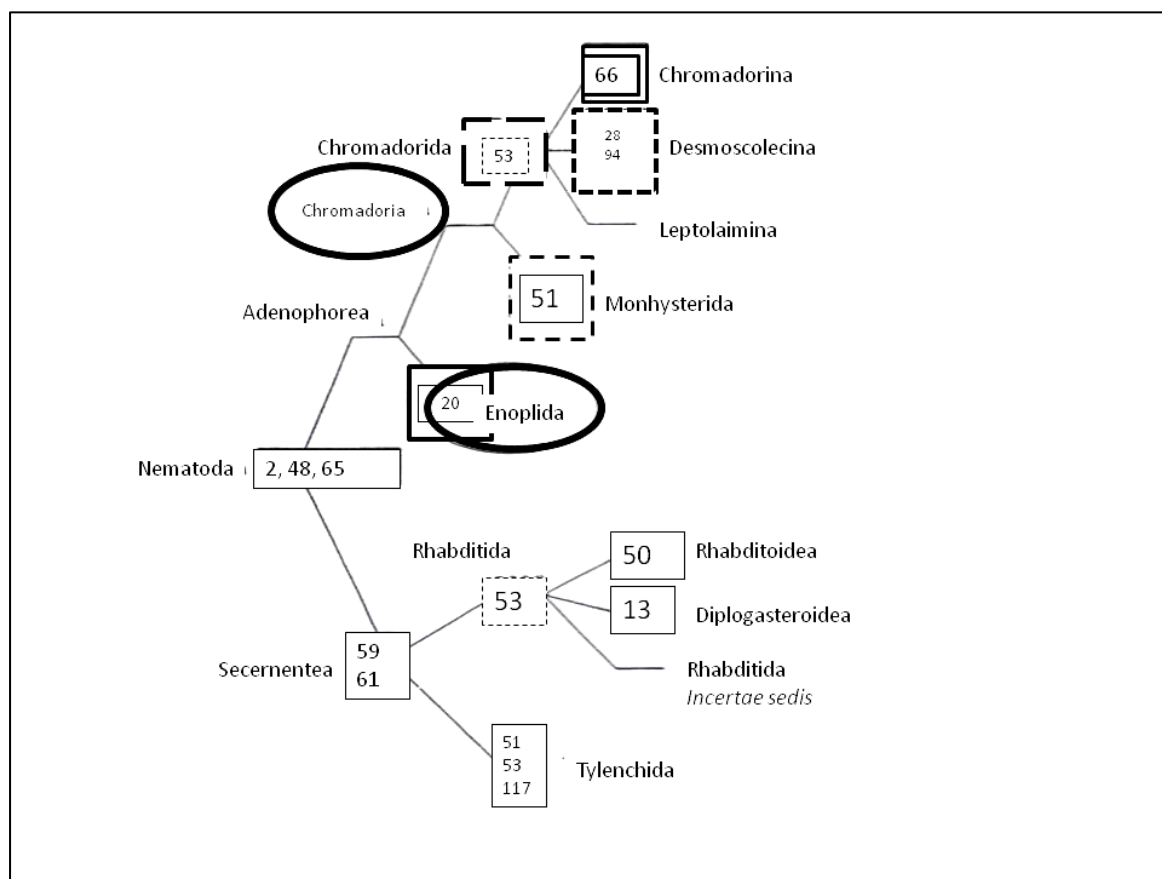 66 Chromadorina
Chromadorida 53
28
94
Desmoscolecina
Chromadoria
Leptolaimina
51 Monhysterida
Adenophorea
20 Enoplida
Nematoda 2, 48, 65
Rhabditida
50 Rhabditoidea
53
13 Diplogasteroidea
Secernentea
59
61
Rhabditida
Incertae sedis
51
53
117
Tylenchida